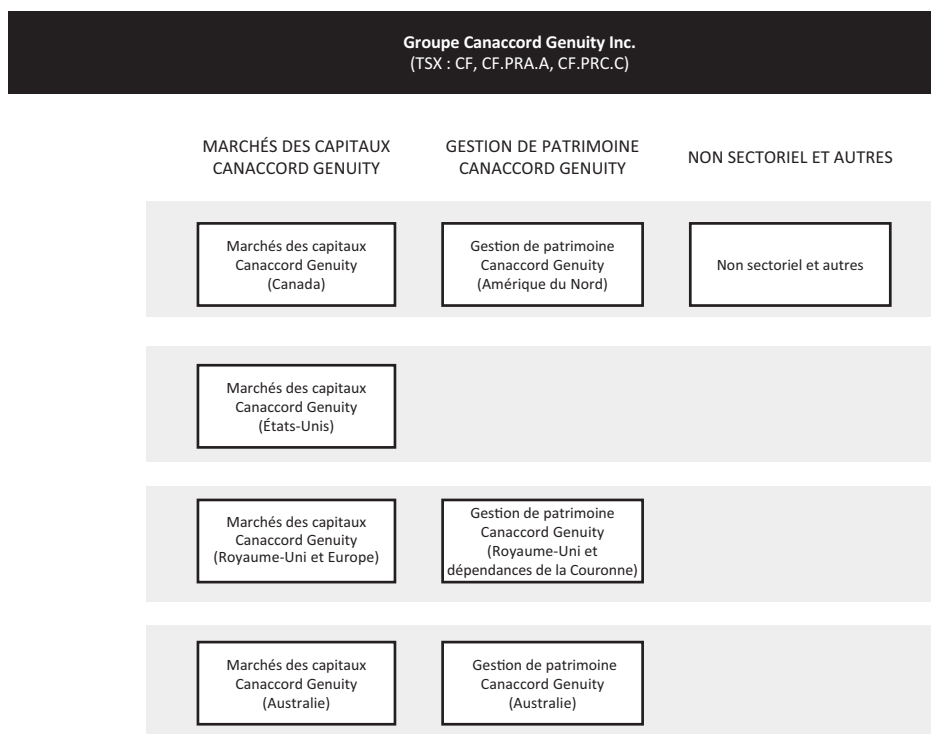 Groupe Canaccord Genuity Inc.
(TSX : CF, CF.PRA.A, CF.PRC.C)
MARCHÉS DES CAPITAUX
CANACCORD GENUITY
GESTION DE PATRIMOINE
CANACCORD GENUITY
NON SECTORIEL ET AUTRES
Marchés des capitaux
Canaccord Genuity
(Canada)
Gestion de patrimoine
Canaccord Genuity
(Amérique du Nord)
Non sectoriel et autres
Marchés des capitaux
Canaccord Genuity
(États-Unis)
Marchés des capitaux
Canaccord Genuity
(Royaume-Uni et Europe)
Gestion de patrimoine
Canaccord Genuity
(Royaume-Uni et
dépendances de la Couronne)
Marchés des capitaux
Canaccord Genuity
(Australie)
Gestion de patrimoine
Canaccord Genuity
(Australie)